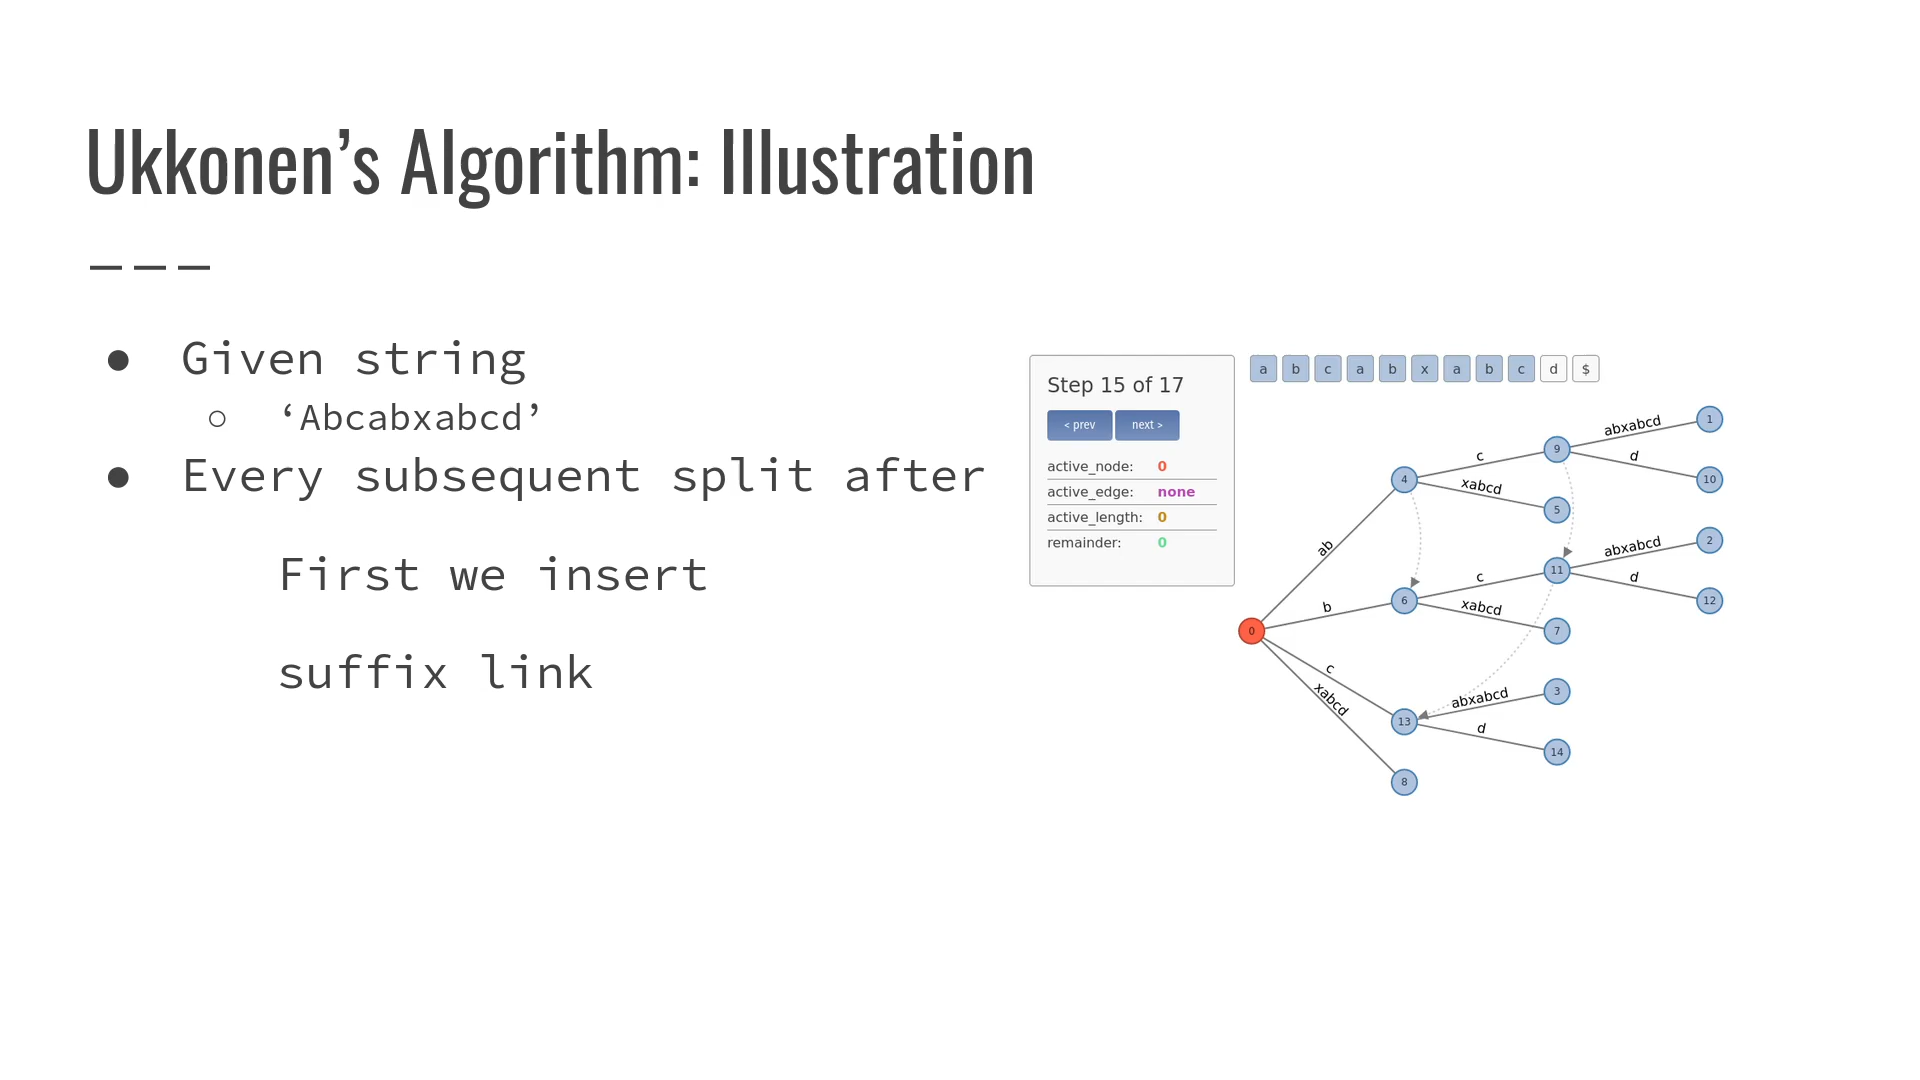 Ukkonen’s Algorithm: Illustration
● Given string
○ ‘Abcabxabcd’
● Every subsequent split after
First we insert
suffix link
Step 15 of 17
< prev next >
active_node: 0
active_edge: none
active_length: 0
remainder: 0
a b c a b x a b c d $
abxabcd
1
9
c
d
4
xabcd
10
5
ab
abxabcd
2
11
c
d
b
6
xabcd
12
0
7
c
xabcd
abxabcd
3
13
d
14
8